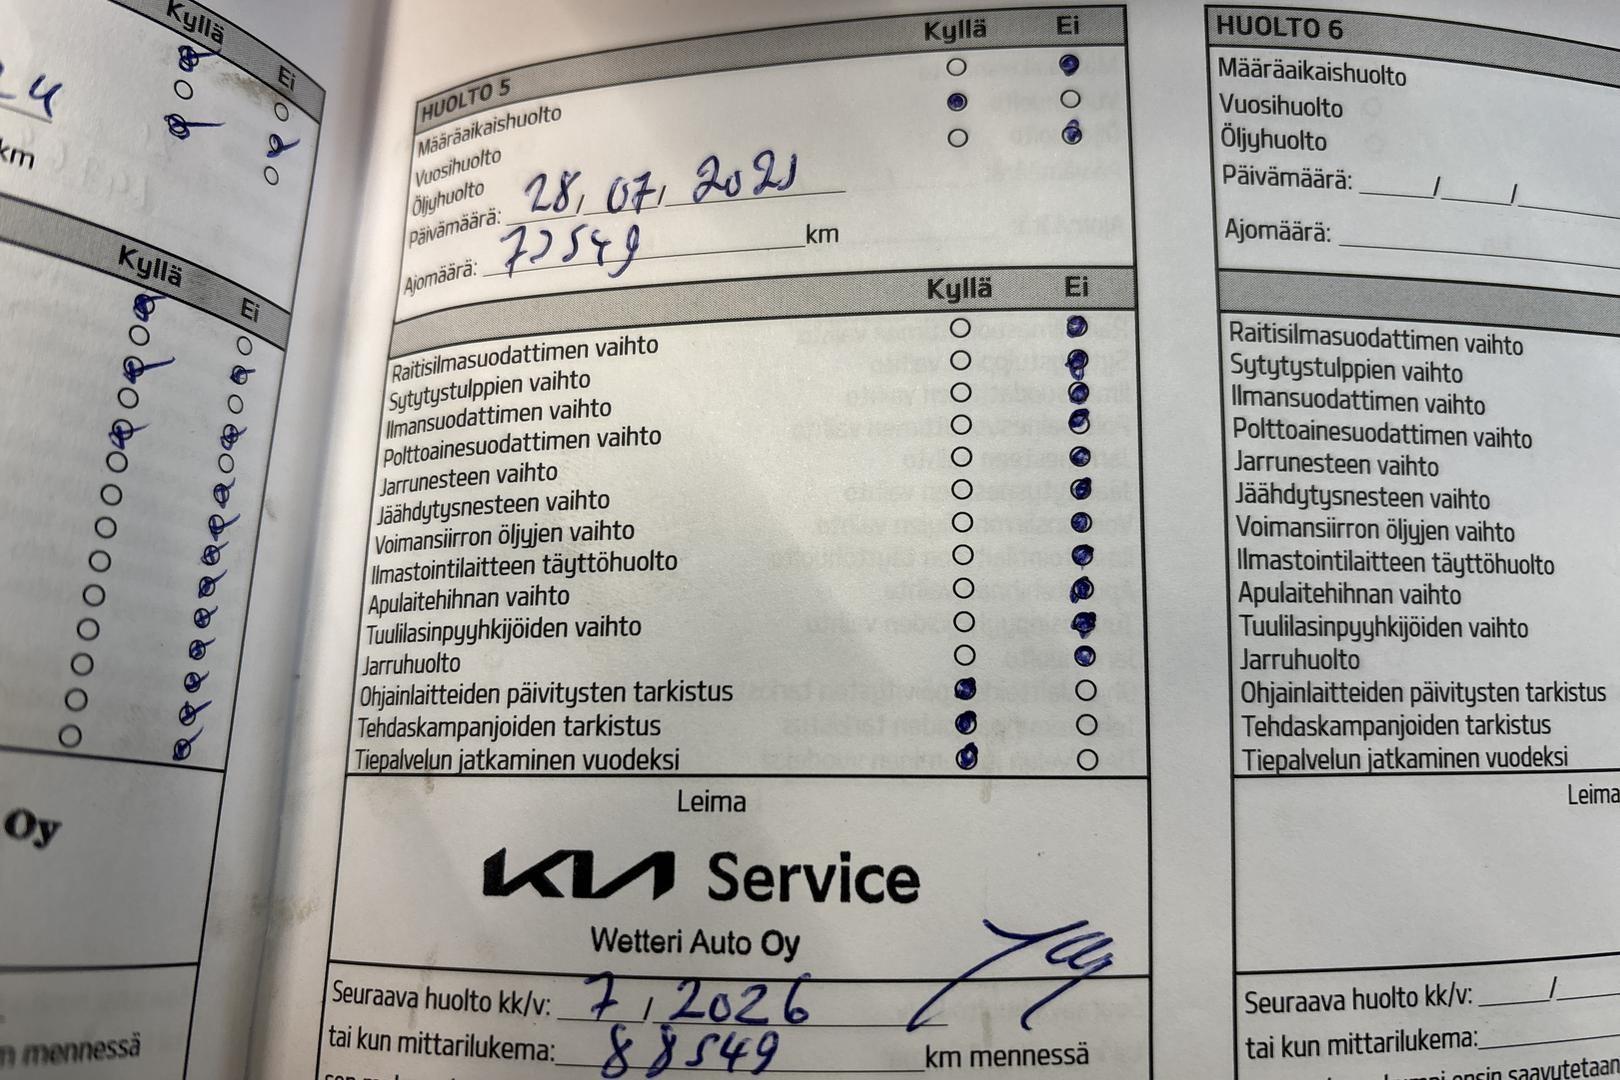 Kyllä Ei
24
km
Kyllä Ei
Oy
n mennessä
HUOLTO 5 Kyllä Ei
Määräaikaishuolto
Vuosihuolto
Öljyhuolto
Päivämäärä: 28, 07, 2021
Ajomäärä: 73549 km
Kyllä Ei
Raitisilmasuodattimen vaihto
Sytytystulppien vaihto
Ilmansuodattimen vaihto
Polttoainesuodattimen vaihto
Jarrunesteen vaihto
Jäähdytysnesteen vaihto
Voimansiirron öljyjen vaihto
Ilmastointilaitteen täyttöhuolto
Apulaitehihnan vaihto
Tuulilasinpyyhkijöiden vaihto
Jarruhuolto
Ohjainlaitteiden päivitysten tarkistus
Tehdaskampanjoiden tarkistus
Tiepalvelun jatkaminen vuodeksi
Leima
KIA Service
Wetteri Auto Oy
Seuraava huolto kk/v: 7 / 2026
tai kun mittarilukema: 88549 km mennessä
HUOLTO 6
Määräaikaishuolto
Vuosihuolto
Öljyhuolto
Päivämäärä: / /
Ajomäärä:
Raitisilmasuodattimen vaihto
Sytytystulppien vaihto
Ilmansuodattimen vaihto
Polttoainesuodattimen vaihto
Jarrunesteen vaihto
Jäähdytysnesteen vaihto
Voimansiirron öljyjen vaihto
Ilmastointilaitteen täyttöhuolto
Apulaitehihnan vaihto
Tuulilasinpyyhkijöiden vaihto
Jarruhuolto
Ohjainlaitteiden päivitysten tarkistus
Tehdaskampanjoiden tarkistus
Tiepalvelun jatkaminen vuodeksi
Leima
Seuraava huolto kk/v: /
tai kun mittarilukema:
ensin saavutetaan